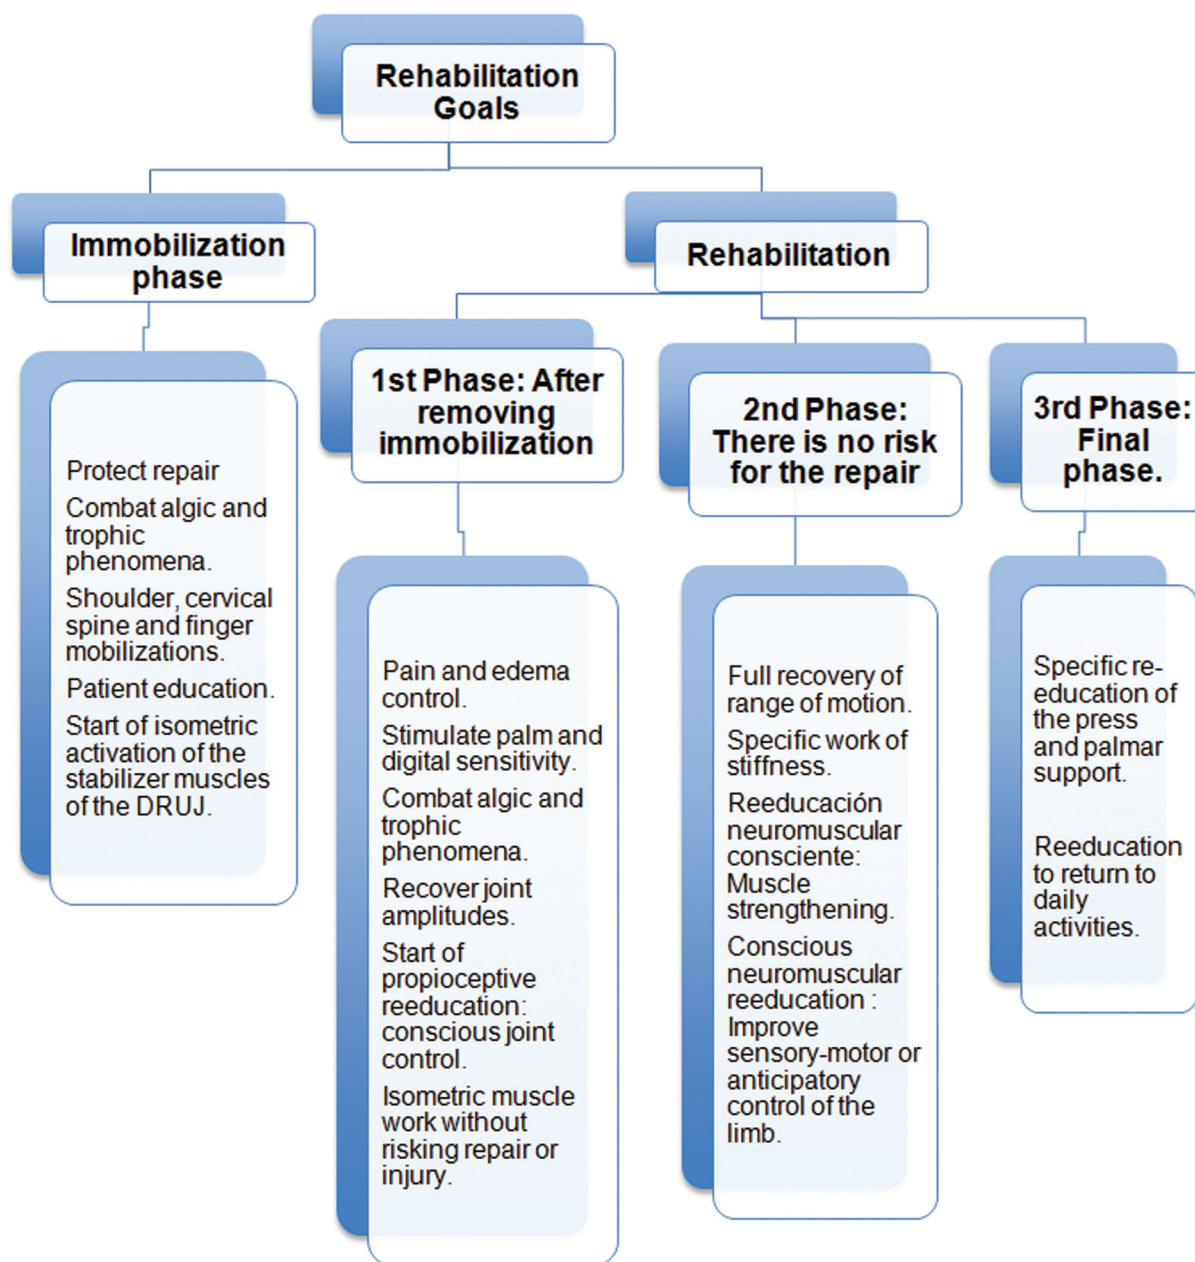 Rehabilitation
Goals
Immobilization
phase
Rehabilitation
Protect repair
Combat algic and
trophic
phenomena.
Shoulder, cervical
spine and finger
mobilizations.
Patient education.
Start of isometric
activation of the
stabilizer muscles
of the DRUJ.
1st Phase: After
removing
immobilization
Pain and edema
control.
Stimulate palm and
digital sensitivity.
Combat algic and
trophic
phenomena.
Recover joint
amplitudes.
Start of
propioceptive
reeducation:
conscious joint
control.
Isometric muscle
work without
risking repair or
injury.
2nd Phase:
There is no risk
for the repair
Full recovery of
range of motion.
Specific work of
stiffness.
Reeducación
neuromuscular
consciente:
Muscle
strengthening.
Conscious
neuromuscular
reeducation :
Improve
sensory-motor or
anticipatory
control of the
limb.
3rd Phase:
Final
phase.
Specific re-
education of
the press
and palmar
support.
Reeducation
to return to
daily
activities.